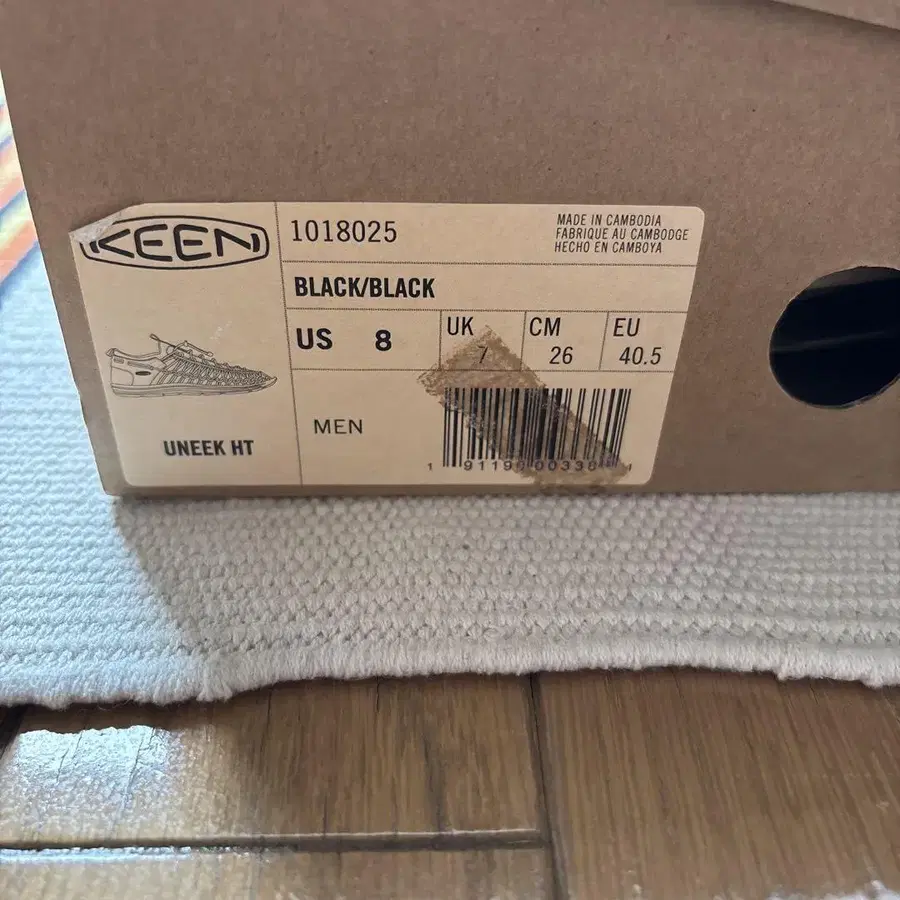 KEEN
1018025
MADE IN CAMBODIA
FABRIQUE AU CAMBODGE
HECHO EN CAMBOYA
BLACK/BLACK
US 8
UK 7
CM 26
EU 40.5
UNEEK HT
MEN